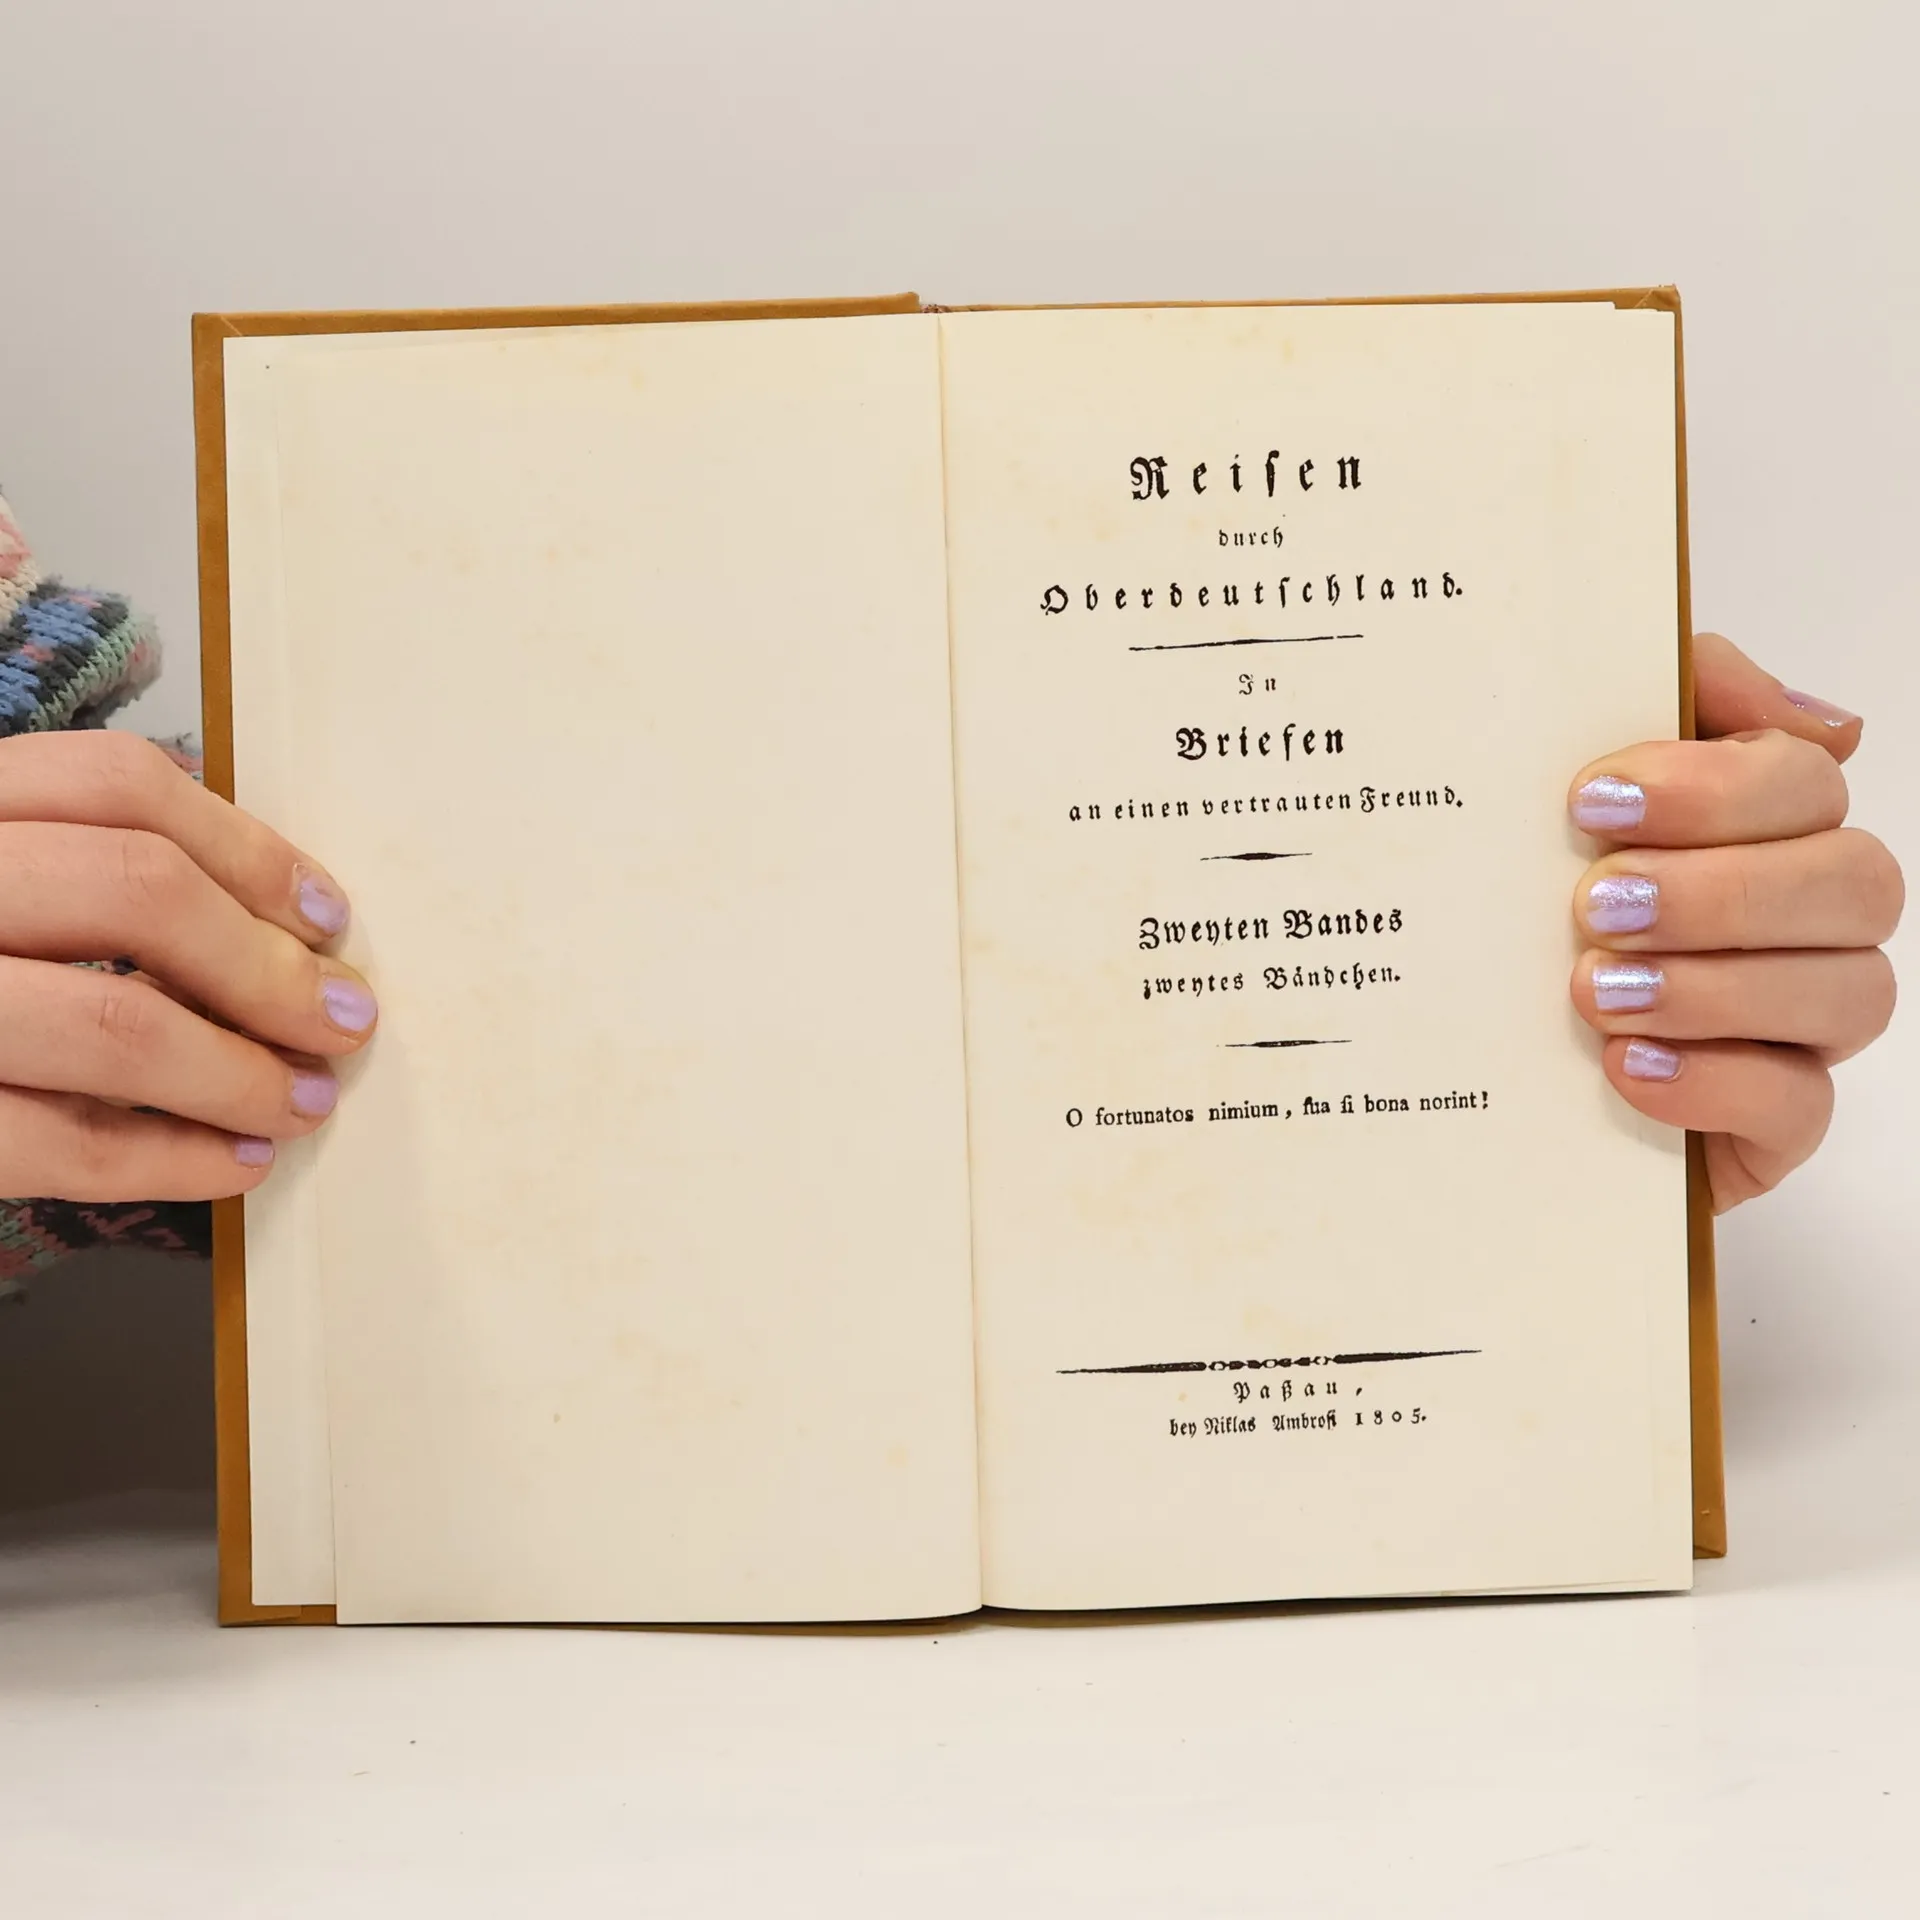 Reiſen
durch
Oberdeutſchland.
In
Briefen
an einen vertrauten Freund.
Zweyten Bandes
zweytes Bändchen.
O fortunatos nimium, ſua ſi bona norint!
Paßau,
bey Niklas Ambroſi 1805.